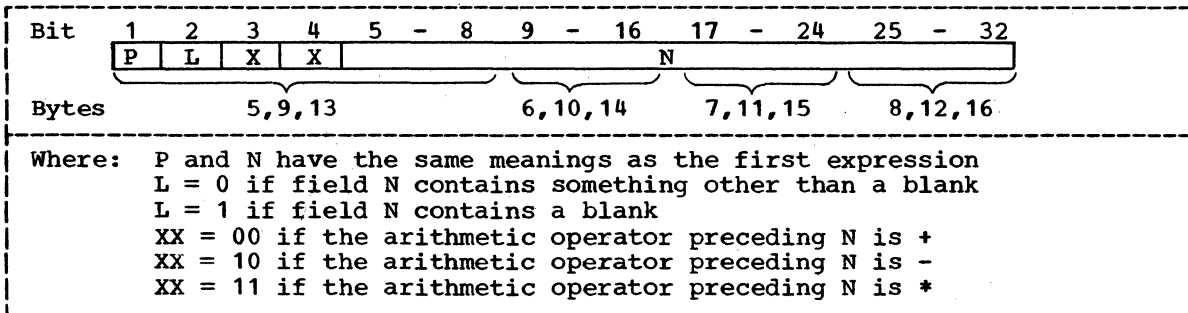 Bit 1 2 3 4 5 - 8 9 - 16 17 - 24 25 - 32
P L X X N
Bytes 5,9,13 6,10,14 7,11,15 8,12,16
Where: P and N have the same meanings as the first expression
L = 0 if field N contains something other than a blank
L = 1 if field N contains a blank
XX = 00 if the arithmetic operator preceding N is +
XX = 10 if the arithmetic operator preceding N is -
XX = 11 if the arithmetic operator preceding N is *